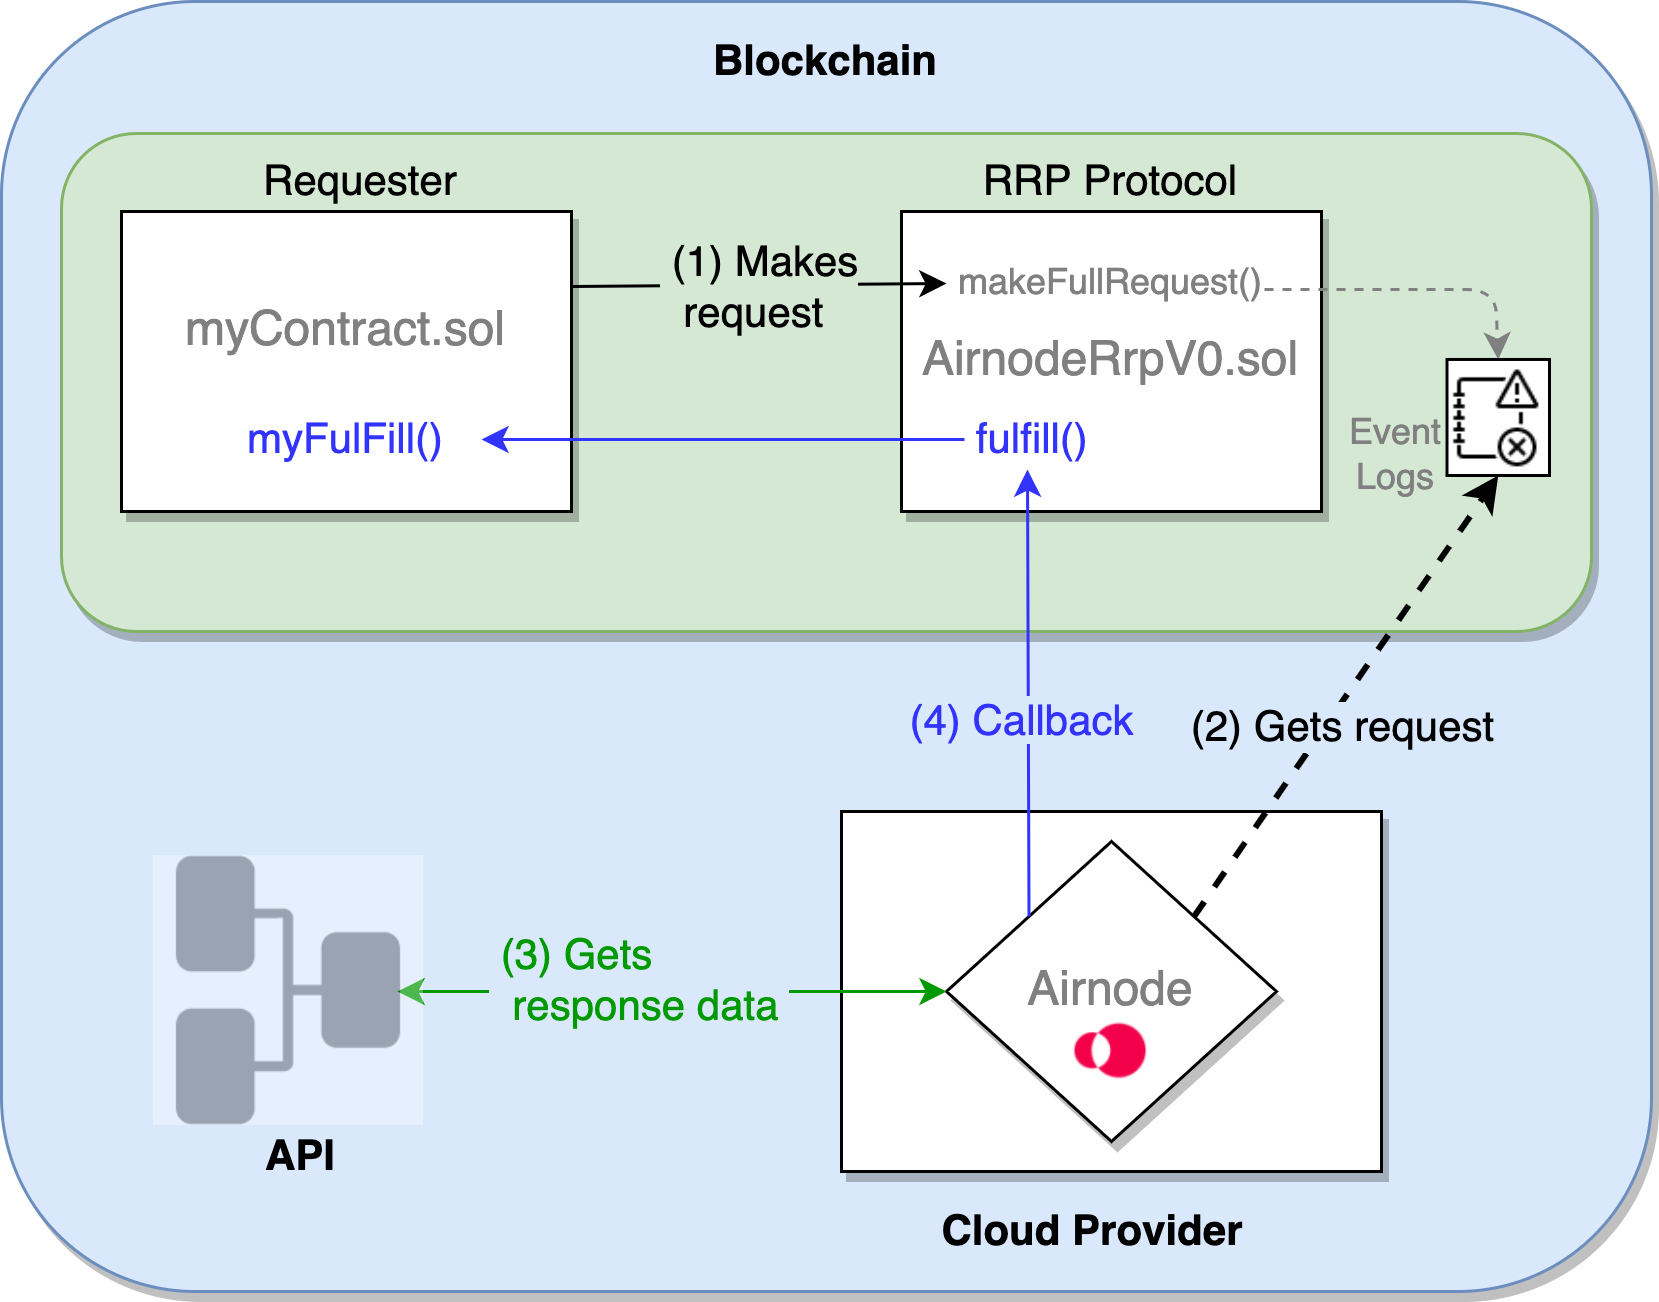 Blockchain
Requester
RRP Protocol
(1) Makes
request
makeFullRequest()
myContract.sol
AirnodeRrpV0.sol
myFulFill()
fulfill()
Event
Logs
(4) Callback
(2) Gets request
(3) Gets
response data
Airnode
API
Cloud Provider